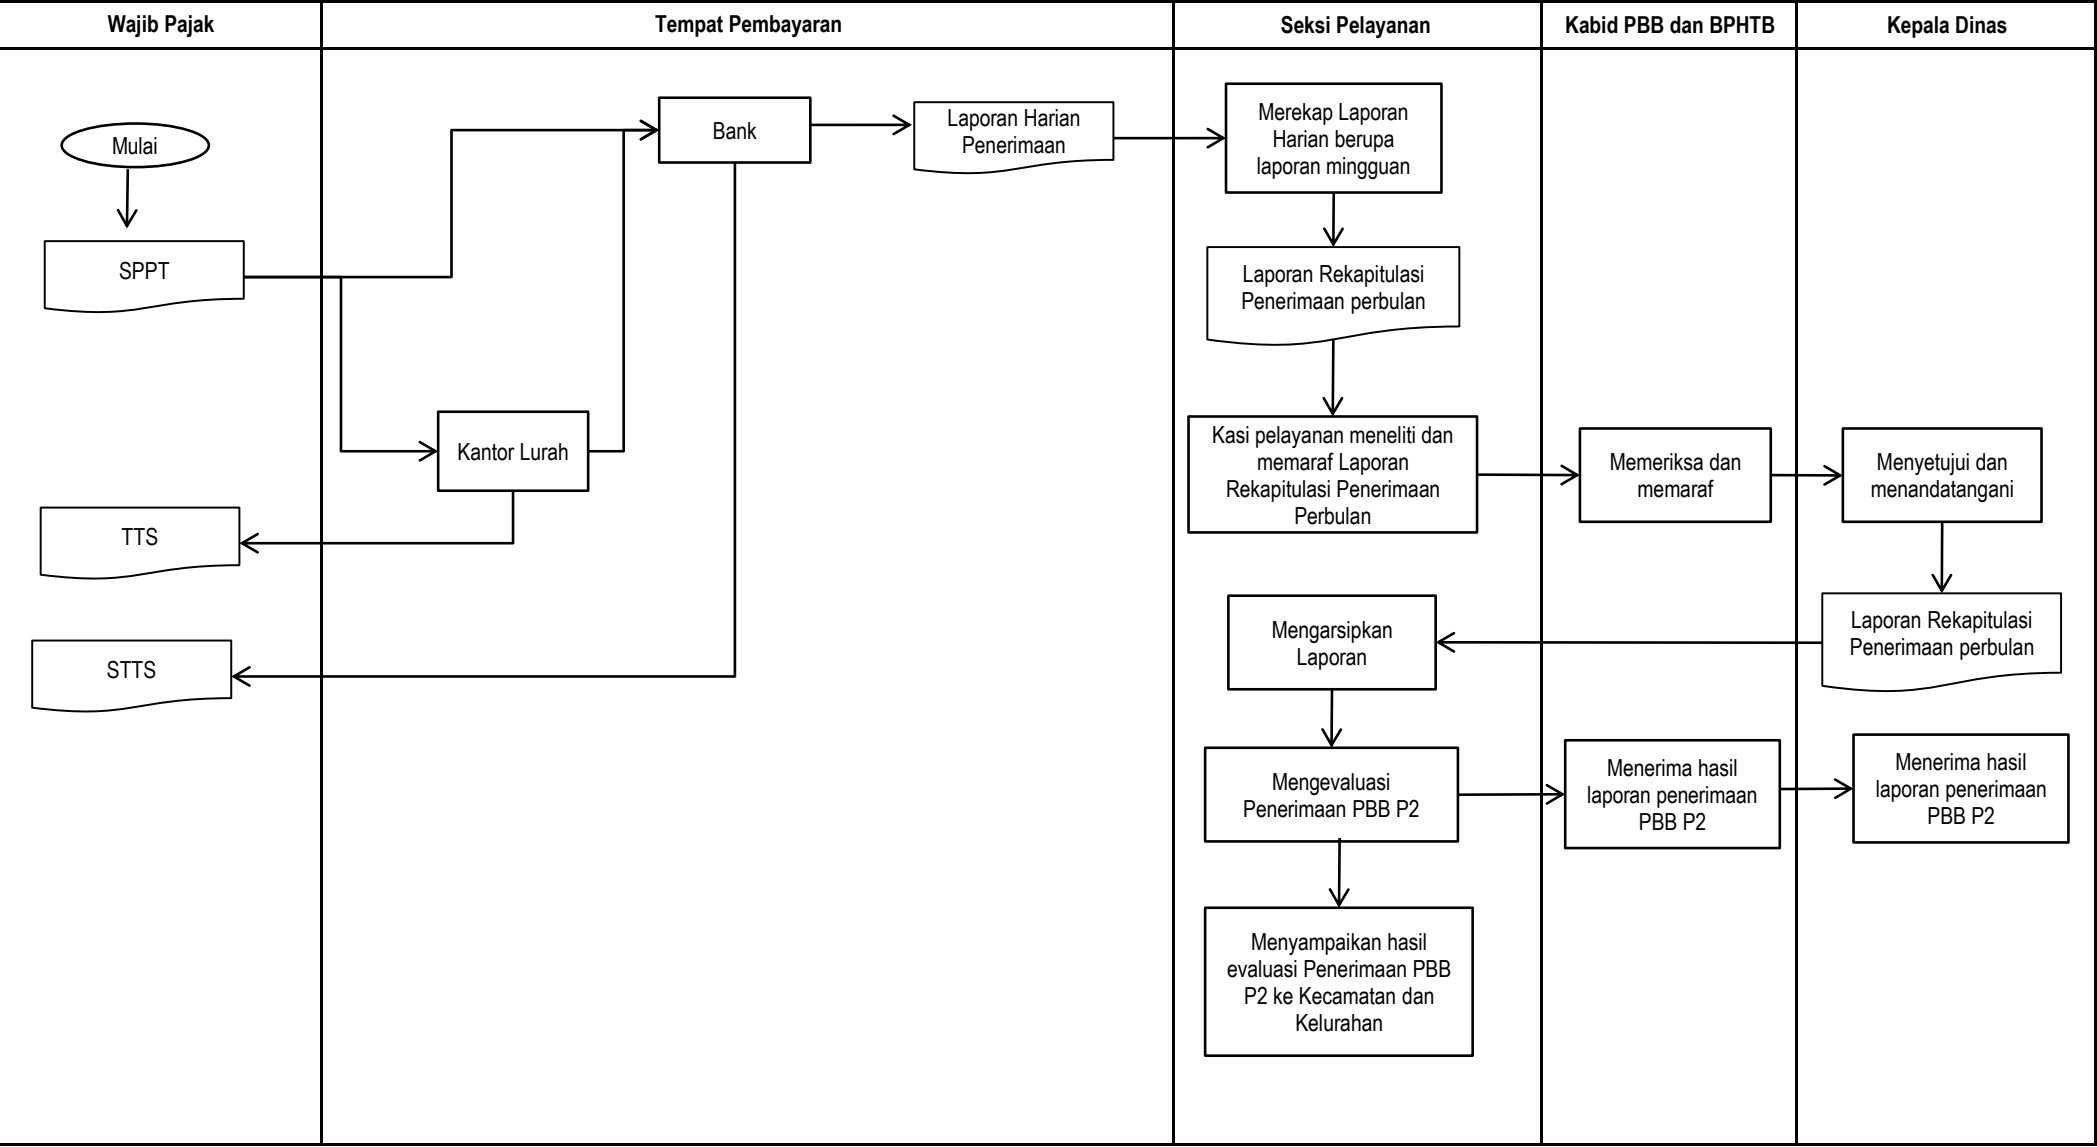 Wajib Pajak
Tempat Pembayaran
Seksi Pelayanan
Kabid PBB dan BPHTB
Kepala Dinas
Mulai
SPPT
Kantor Lurah
TTS
STTS
Bank
Laporan Harian
Penerimaan
Merekap Laporan
Harian berupa
laporan mingguan
Laporan Rekapitulasi
Penerimaan perbulan
Kasi pelayanan meneliti dan
memaraf Laporan
Rekapitulasi Penerimaan
Perbulan
Memeriksa dan
memaraf
Menyetujui dan
menandatangani
Laporan Rekapitulasi
Penerimaan perbulan
Mengarsipkan
Laporan
Mengevaluasi
Penerimaan PBB P2
Menerima hasil
laporan penerimaan
PBB P2
Menerima hasil
laporan penerimaan
PBB P2
Menyampaikan hasil
evaluasi Penerimaan PBB
P2 ke Kecamatan dan
Kelurahan